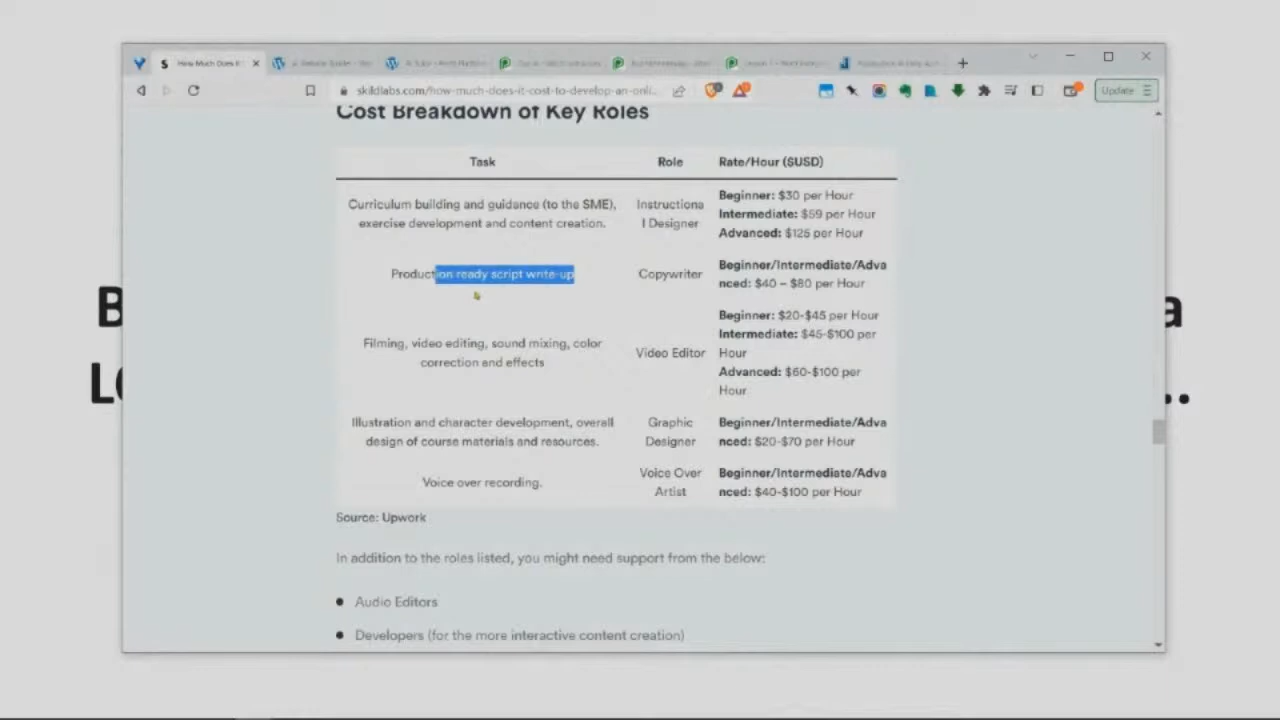 How Much Does It
skildlabs.com/how-much-does-it-cost-to-develop-an-onli...
Update
Cost Breakdown of Key Roles
Task Role Rate/Hour ($USD)
Curriculum building and guidance (to the SME),
exercise development and content creation.
Instructiona
l Designer
Beginner: $30 per Hour
Intermediate: $59 per Hour
Advanced: $125 per Hour
Production ready script write-up
Copywriter
Beginner/Intermediate/Adva
nced: $40 – $80 per Hour
Filming, video editing, sound mixing, color
correction and effects
Video Editor
Beginner: $20-$45 per Hour
Intermediate: $45-$100 per
Hour
Advanced: $60-$100 per
Hour
Illustration and character development, overall
design of course materials and resources.
Graphic
Designer
Beginner/Intermediate/Adva
nced: $20-$70 per Hour
Voice over recording.
Voice Over
Artist
Beginner/Intermediate/Adva
nced: $40-$100 per Hour
Source: Upwork
In addition to the roles listed, you might need support from the below:
Audio Editors
Developers (for the more interactive content creation)
B
a
L
..